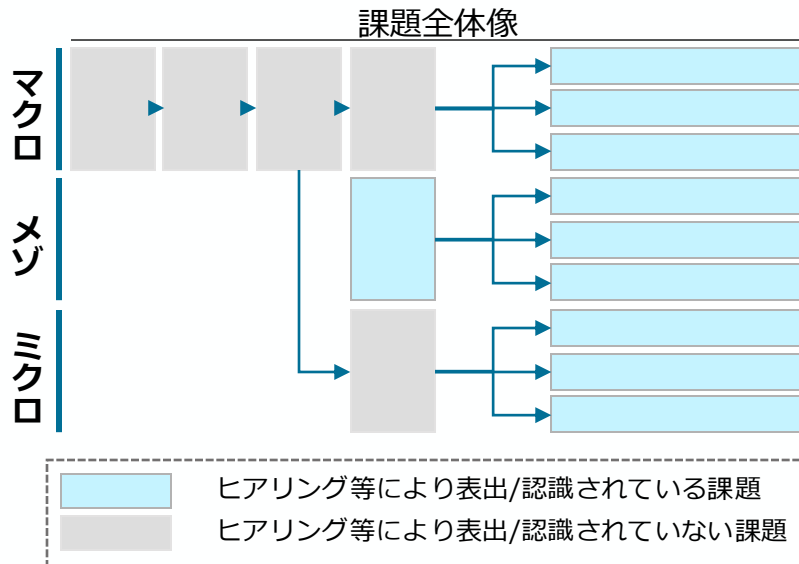 課題全体像
マクロ
メゾ
ミクロ
ヒアリング等により表出/認識されている課題
ヒアリング等により表出/認識されていない課題